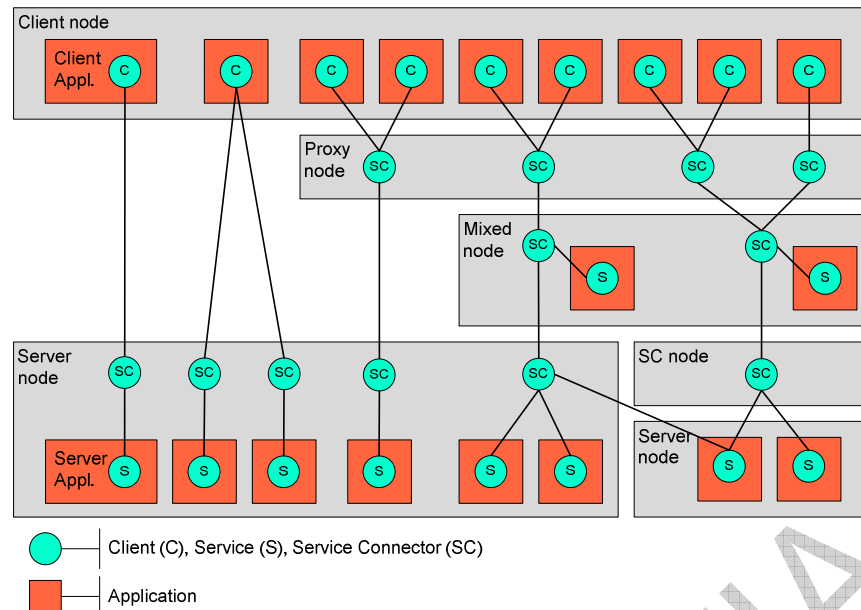 Client node
Client
Appl.
C
C
C
C
C
C
C
C
C
Proxy
node
SC
SC
SC
SC
Mixed
node
SC
S
SC
S
Server
node
SC
SC
SC
SC
SC
SC node
SC
Server
Appl.
S
S
S
S
S
S
Server
node
S
S
Client (C), Service (S), Service Connector (SC)
Application